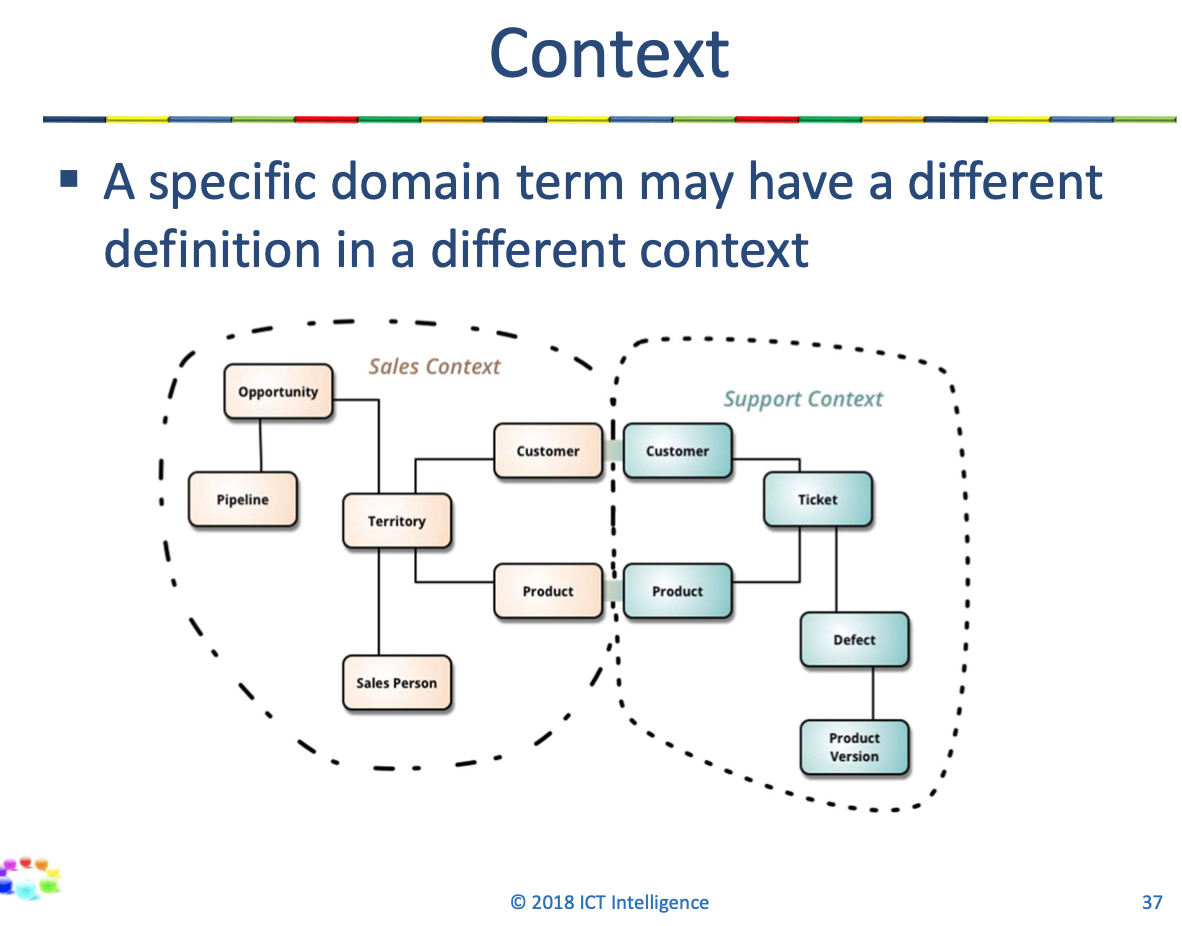 Context
▪ A specific domain term may have a different
definition in a different context
Sales Context
Opportunity
Support Context
Customer
Customer
Pipeline
Ticket
Territory
Product
Product
Defect
Sales Person
Product
Version
© 2018 ICT Intelligence
37